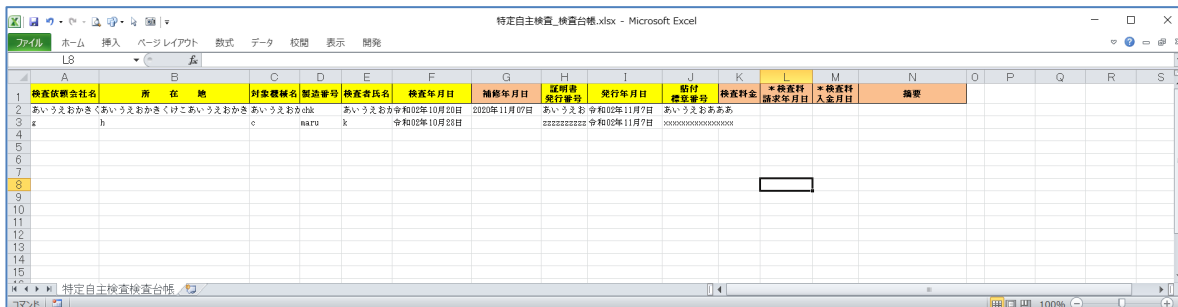 特定自主検査_検査台帳.xlsx - Microsoft Excel
ファイル ホーム 挿入 ページ レイアウト 数式 データ 校閲 表示 開発
L8 fx
A B C D E F G H I J K L M N O P Q R S
1 検査依頼会社名 所 在 地 対象機械名 製造番号 検査者氏名 検査年月日 補修年月日 証明書発行番号 発行年月日 貼付標章番号 検査料金 *検査料請求年月日 *検査料入金月日 摘要
2 あいうえおかきく あいうえおかきくけこあいうえおかき あいうえおか chk あいうえおか 令和02年10月20日 2020年11月07日 あいうえお 令和02年11月7日 あいうえおあああ
3 g h c maru k 令和02年10月28日 zzzzzzzzzz 令和02年11月7日 xxxxxxxxxxxxxxxx
4
5
6
7
8
9
10
11
12
13
14
15
特定自主検査検査台帳
コマンド 100%